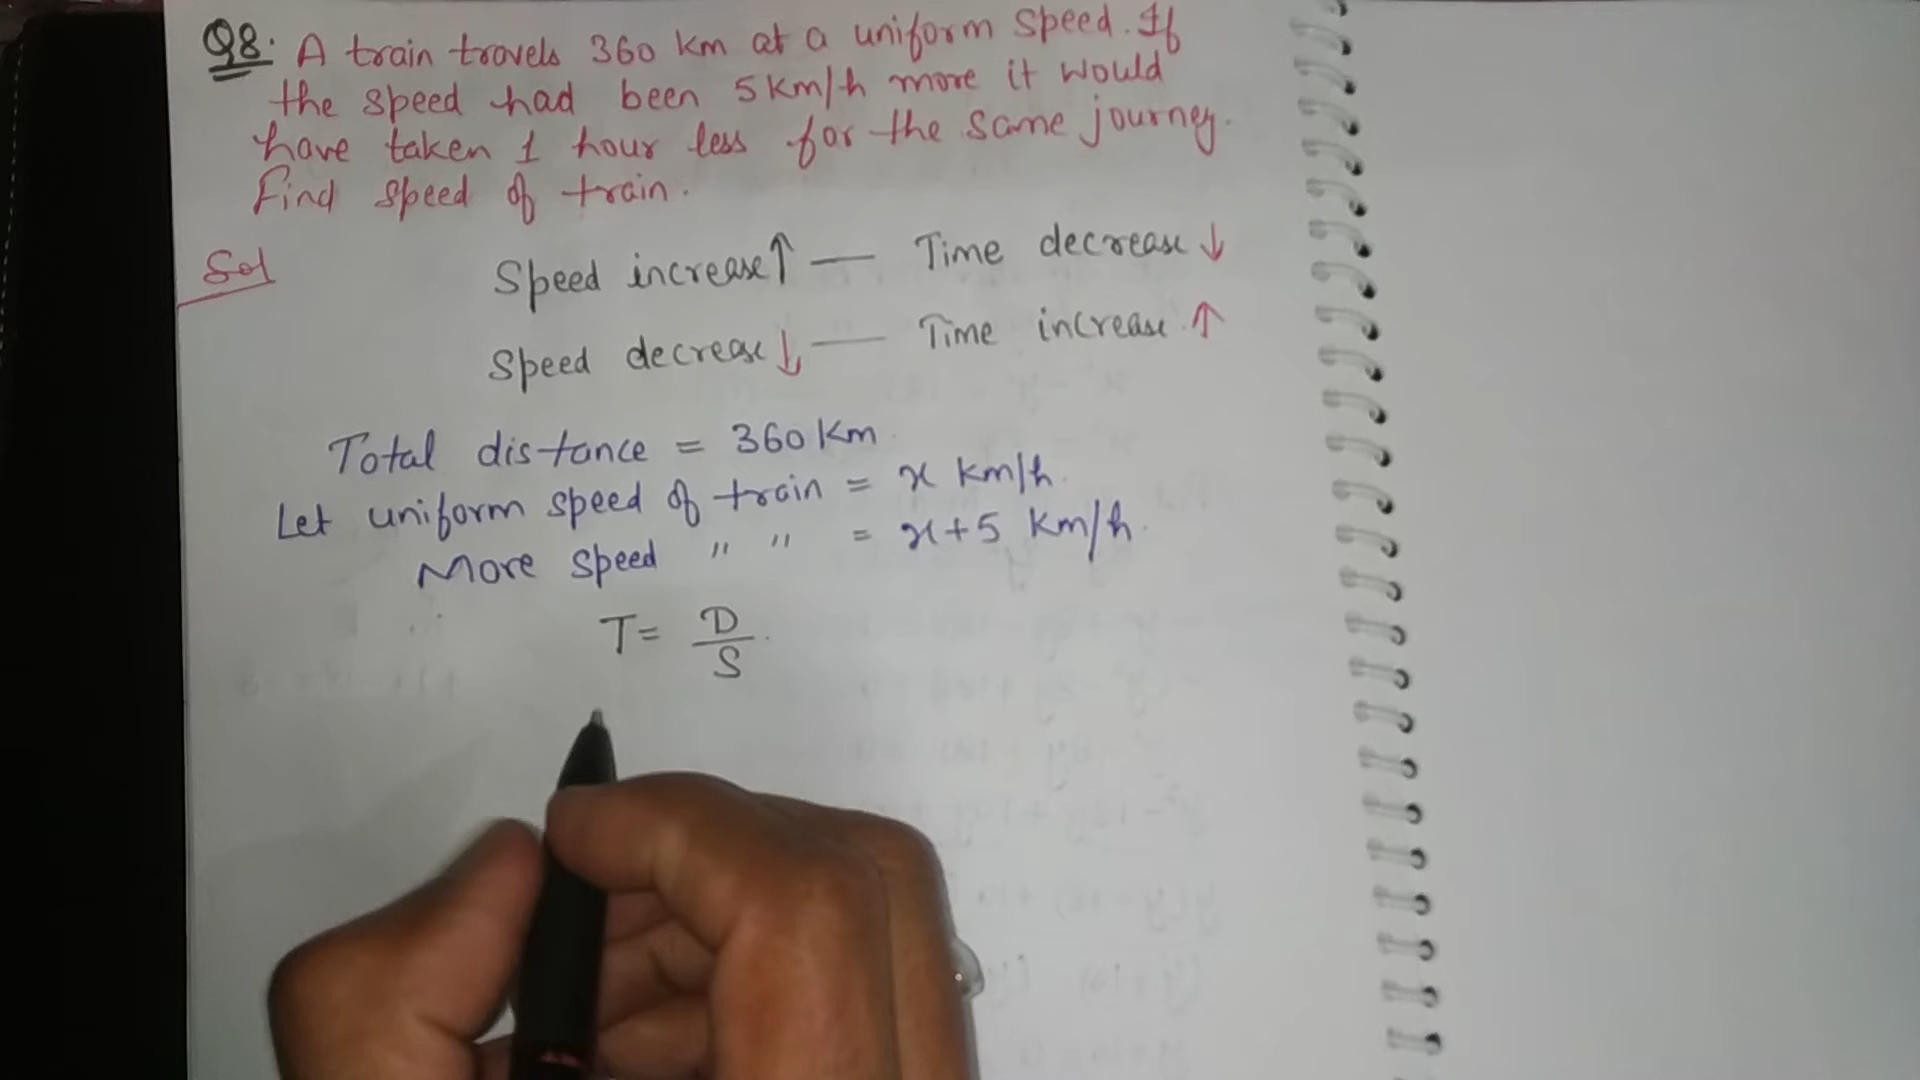 Q8. A train travels 360 km at a uniform speed. If
the speed had been 5 km/h more it would
have taken 1 hour less for the same journey.
Find speed of train.
Sol
Speed increase ↑ — Time decrease ↓
Speed decrease ↓ — Time increase ↑
Total distance = 360 km
Let uniform speed of train = x km/h.
More speed " " = x+5 km/h.
T = D/S